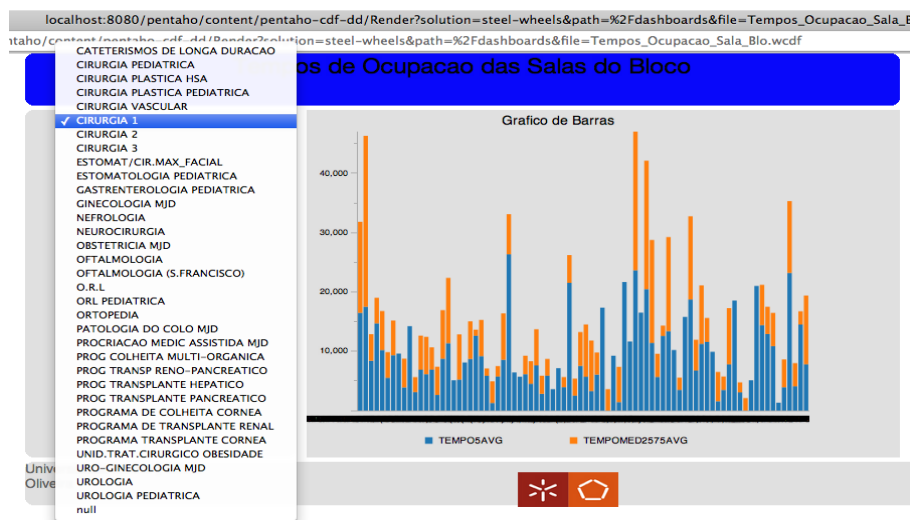 localhost:8080/pentaho/content/pentaho-cdf-dd/Render?solution=steel-wheels&path=%2Fdashboards&file=Tempos_Ocupacao_Sala_B
ntaho/content/pentaho-cdf-dd/Render?solution=steel-wheels&path=%2Fdashboards&file=Tempos_Ocupacao_Sala_Blo.wcdf
os de Ocupacao das Salas do Bloco
CATETERISMOS DE LONGA DURACAO
CIRURGIA PEDIATRICA
CIRURGIA PLASTICA HSA
CIRURGIA PLASTICA PEDIATRICA
CIRURGIA VASCULAR
✓ CIRURGIA 1
CIRURGIA 2
CIRURGIA 3
ESTOMAT/CIR.MAX_FACIAL
ESTOMATOLOGIA PEDIATRICA
GASTRENTEROLOGIA PEDIATRICA
GINECOLOGIA MJD
NEFROLOGIA
NEUROCIRURGIA
OBSTETRICIA MJD
OFTALMOLOGIA
OFTALMOLOGIA (S.FRANCISCO)
O.R.L
ORL PEDIATRICA
ORTOPEDIA
PATOLOGIA DO COLO MJD
PROCRIACAO MEDIC ASSISTIDA MJD
PROG COLHEITA MULTI-ORGANICA
PROG TRANSP RENO-PANCREATICO
PROG TRANSPLANTE HEPATICO
PROG TRANSPLANTE PANCREATICO
PROGRAMA DE COLHEITA CORNEA
PROGRAMA DE TRANSPLANTE RENAL
PROGRAMA TRANSPLANTE CORNEA
UNID.TRAT.CIRURGICO OBESIDADE
URO-GINECOLOGIA MJD
UROLOGIA
UROLOGIA PEDIATRICA
null
Grafico de Barras
40,000
30,000
20,000
10,000
TEMPO5AVG
TEMPOMED2575AVG
Unive
Olive